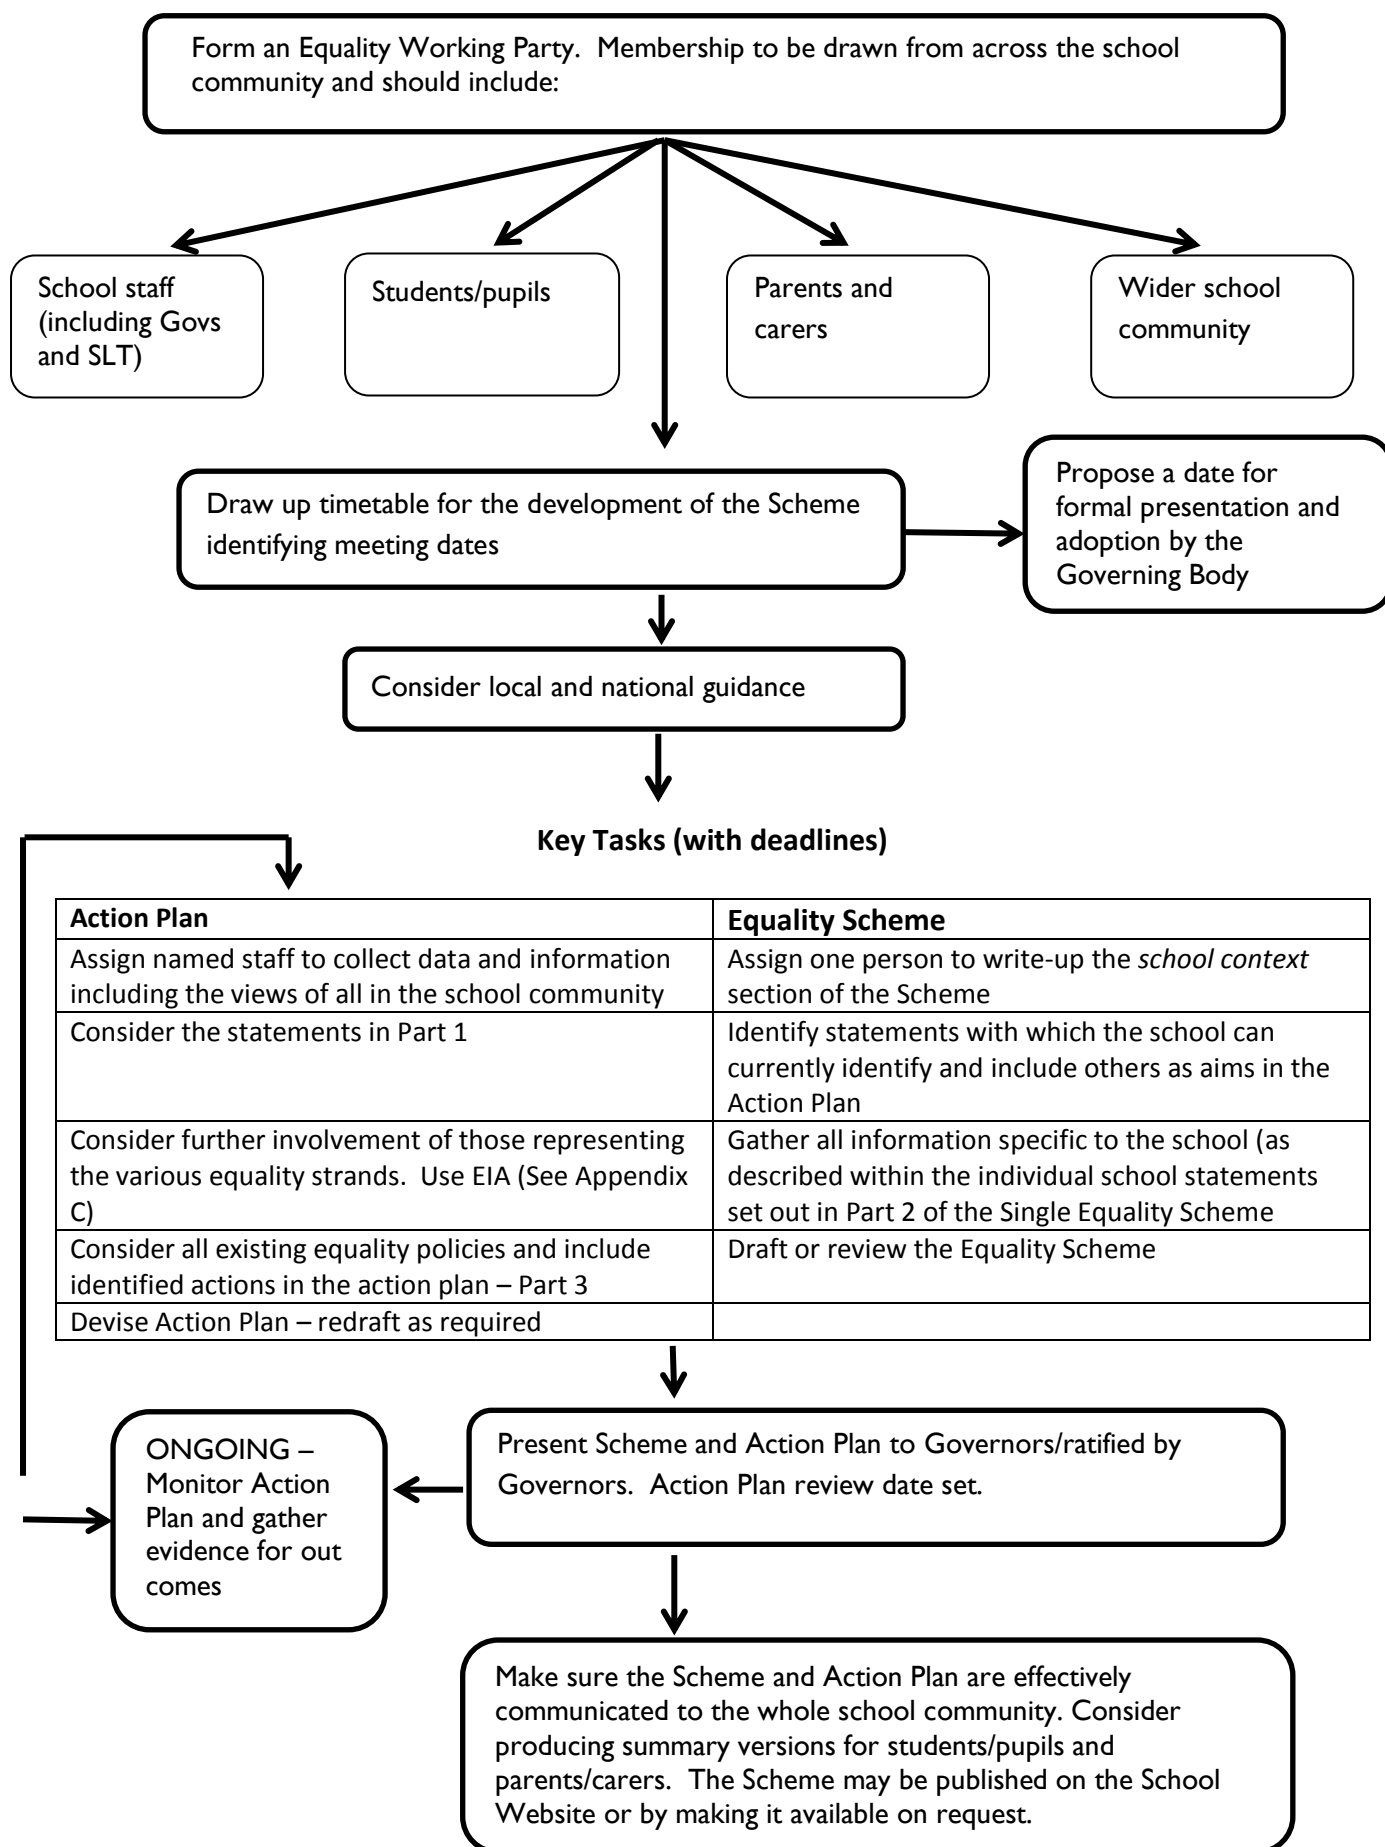 Form an Equality Working Party.  Membership to be drawn from across the school
community and should include:
School staff
(including Govs
and SLT)
Students/pupils
Parents and
carers
Wider school
community
Draw up timetable for the development of the Scheme
identifying meeting dates
Propose a date for
formal presentation and
adoption by the
Governing Body
Consider local and national guidance
Key Tasks (with deadlines)
Action Plan
Equality Scheme
Assign named staff to collect data and information
including the views of all in the school community
Assign one person to write-up the school context
section of the Scheme
Consider the statements in Part 1
Identify statements with which the school can
currently identify and include others as aims in the
Action Plan
Consider further involvement of those representing
the various equality strands.  Use EIA (See Appendix
C)
Gather all information specific to the school (as
described within the individual school statements
set out in Part 2 of the Single Equality Scheme
Consider all existing equality policies and include
identified actions in the action plan – Part 3
Draft or review the Equality Scheme
Devise Action Plan – redraft as required
ONGOING –
Monitor Action
Plan and gather
evidence for out
comes
Present Scheme and Action Plan to Governors/ratified by
Governors.  Action Plan review date set.
Make sure the Scheme and Action Plan are effectively
communicated to the whole school community. Consider
producing summary versions for students/pupils and
parents/carers.  The Scheme may be published on the School
Website or by making it available on request.